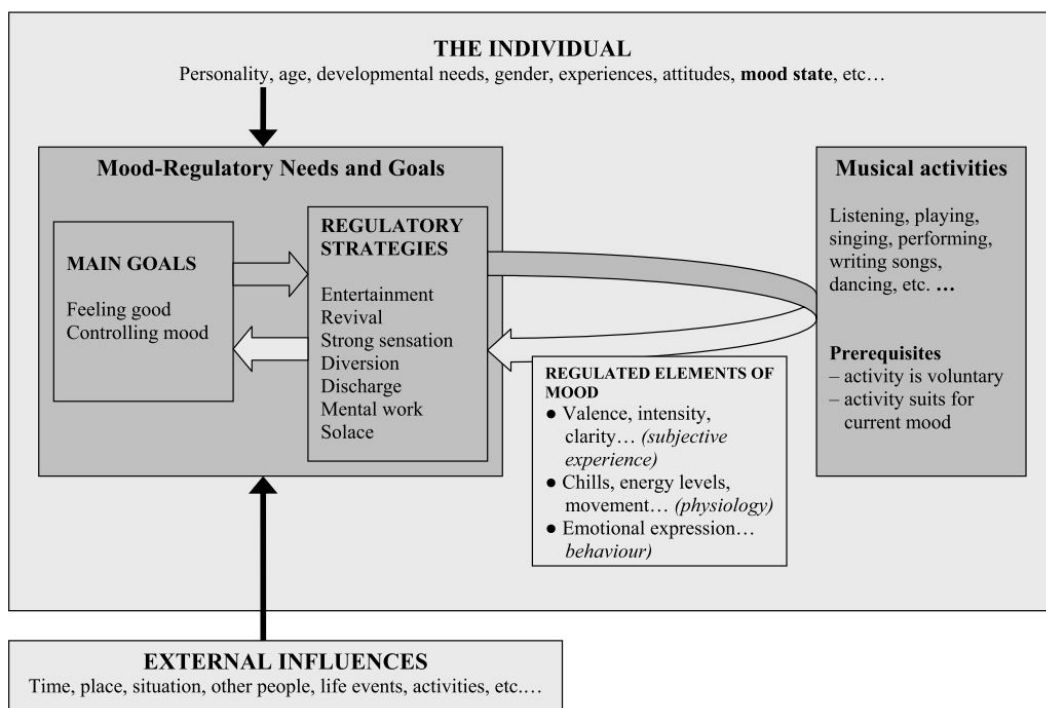 THE INDIVIDUAL
Personality, age, developmental needs, gender, experiences, attitudes, mood state, etc…
Mood-Regulatory Needs and Goals
MAIN GOALS
Feeling good
Controlling mood
REGULATORY
STRATEGIES
Entertainment
Revival
Strong sensation
Diversion
Discharge
Mental work
Solace
REGULATED ELEMENTS OF
MOOD
● Valence, intensity,
clarity… (subjective
experience)
● Chills, energy levels,
movement… (physiology)
● Emotional expression…
behaviour)
Musical activities
Listening, playing,
singing, performing,
writing songs,
dancing, etc. …
Prerequisites
– activity is voluntary
– activity suits for
current mood
EXTERNAL INFLUENCES
Time, place, situation, other people, life events, activities, etc.…